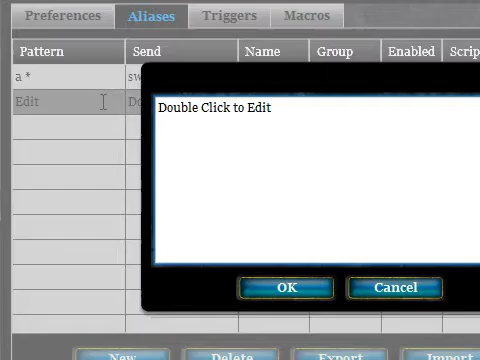 Preferences Aliases Triggers Macros
Pattern Send Name Group Enabled
a *
Edit
Double Click to Edit
OK Cancel
New Delete Export Import